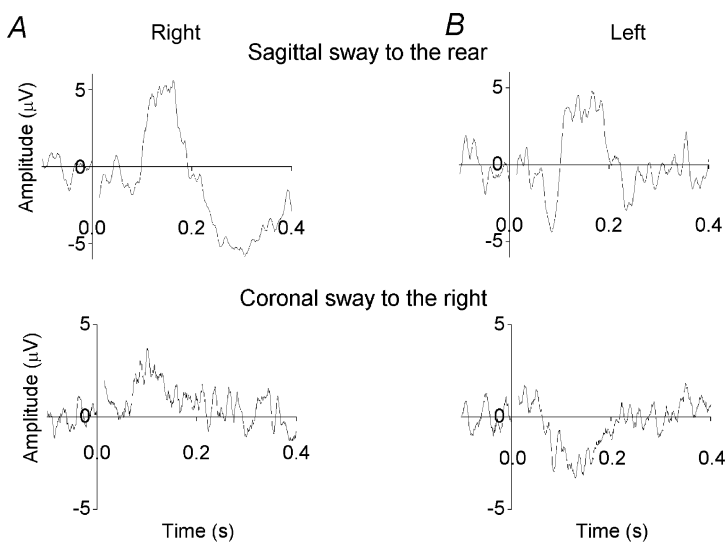 A
Right
B
Left
Sagittal sway to the rear
Amplitude (μV)
5
0
-5
0.0
0.2
0.4
5
0
-5
0.0
0.2
0.4
Coronal sway to the right
Amplitude (μV)
5
0
-5
0.0
0.2
0.4
Time (s)
5
0
-5
0.0
0.2
0.4
Time (s)